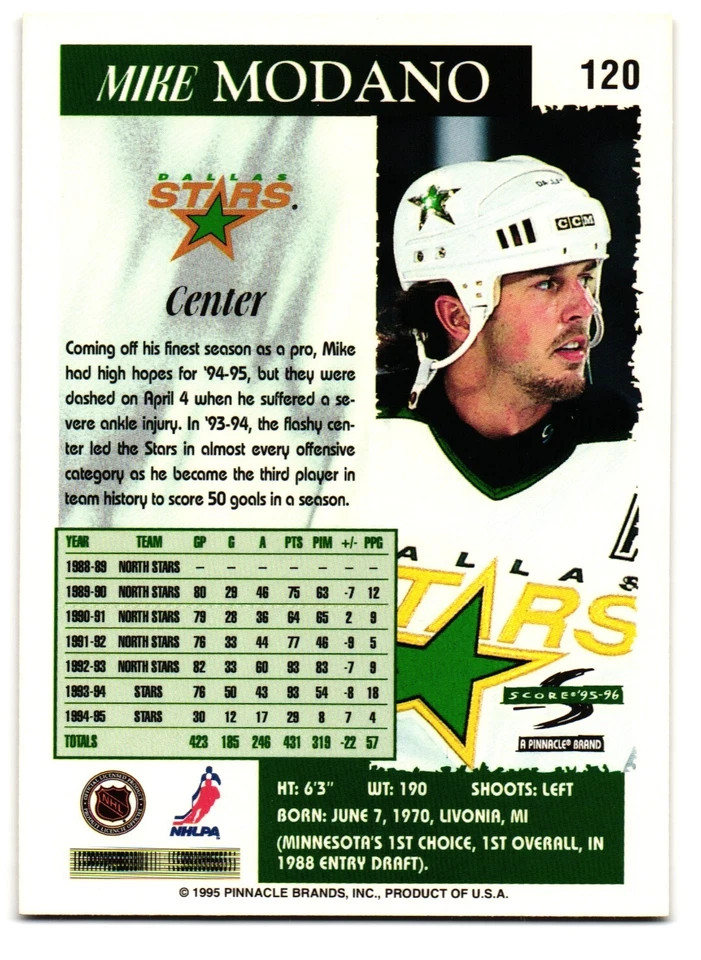 MIKE MODANO
120
DALLAS
STARS
Center
Coming off his finest season as a pro, Mike
had high hopes for '94-95, but they were
dashed on April 4 when he suffered a se-
vere ankle injury. In '93-94, the flashy cen-
ter led the Stars in almost every offensive
category as he became the third player in
team history to score 50 goals in a season.
CCM
YEAR TEAM GP G A PTS PIM +/- PPG
1988-89 NORTH STARS – – – – – – –
1989-90 NORTH STARS 80 29 46 75 63 -7 12
1990-91 NORTH STARS 79 28 36 64 65 2 9
1991-92 NORTH STARS 76 33 44 77 46 -9 5
1992-93 NORTH STARS 82 33 60 93 83 -7 9
1993-94 STARS 76 50 43 93 54 -8 18
1994-95 STARS 30 12 17 29 8 7 4
TOTALS 423 185 246 431 319 -22 57
A
ALLAS
STARS
SCORE® '95-96
A PINNACLE® BRAND
NHL
NHLPA
HT: 6'3" WT: 190 SHOOTS: LEFT
BORN: JUNE 7, 1970, LIVONIA, MI
(MINNESOTA'S 1ST CHOICE, 1ST OVERALL, IN
1988 ENTRY DRAFT).
© 1995 PINNACLE BRANDS, INC., PRODUCT OF U.S.A.